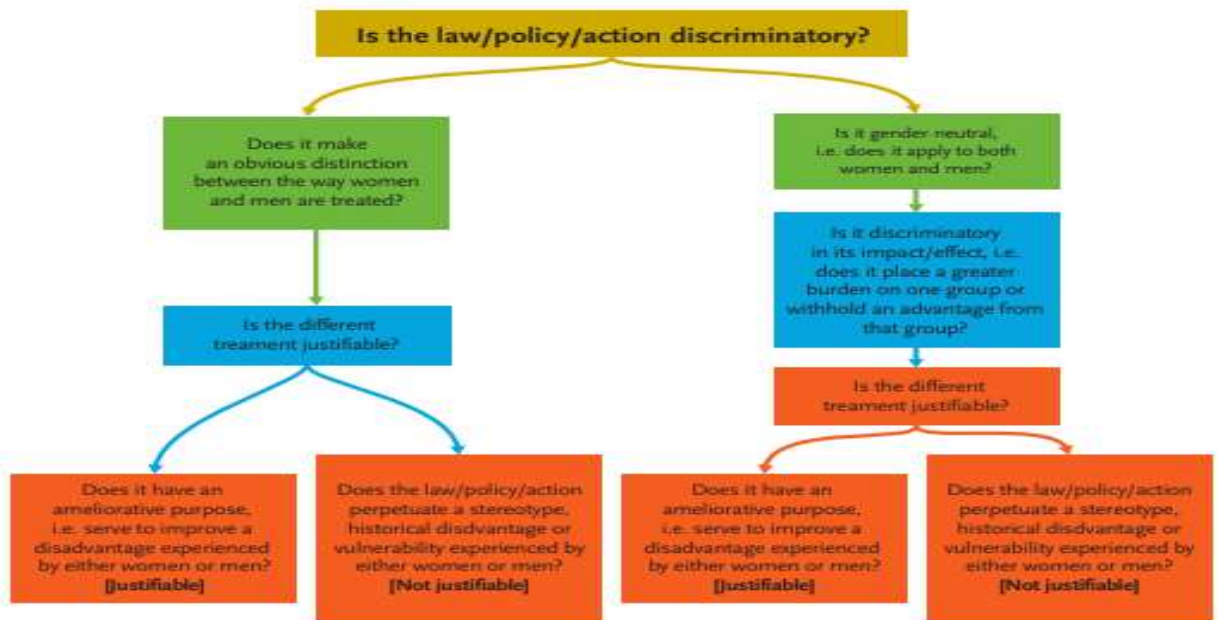 Is the law/policy/action discriminatory?
Does it make
an obvious distinction
between the way women
and men are treated?
Is it gender neutral,
i.e. does it apply to both
women and men?
Is it discriminatory
in its impact/effect, i.e.
does it place a greater
burden on one group or
withhold an advantage from
that group?
Is the different
treament justifiable?
Is the different
treament justifiable?
Does it have an
ameliorative purpose,
i.e. serve to improve a
disadvantage experienced
by either women or men?
[Justifiable]
Does the law/policy/action
perpetuate a stereotype,
historical disdvantage or
vulnerability experienced by
either women or men?
[Not justifiable]
Does it have an
ameliorative purpose,
i.e. serve to improve a
disadvantage experienced
by either women or men?
[Justifiable]
Does the law/policy/action
perpetuate a stereotype,
historical disdvantage or
vulnerability experienced by
either women or men?
[Not justifiable]